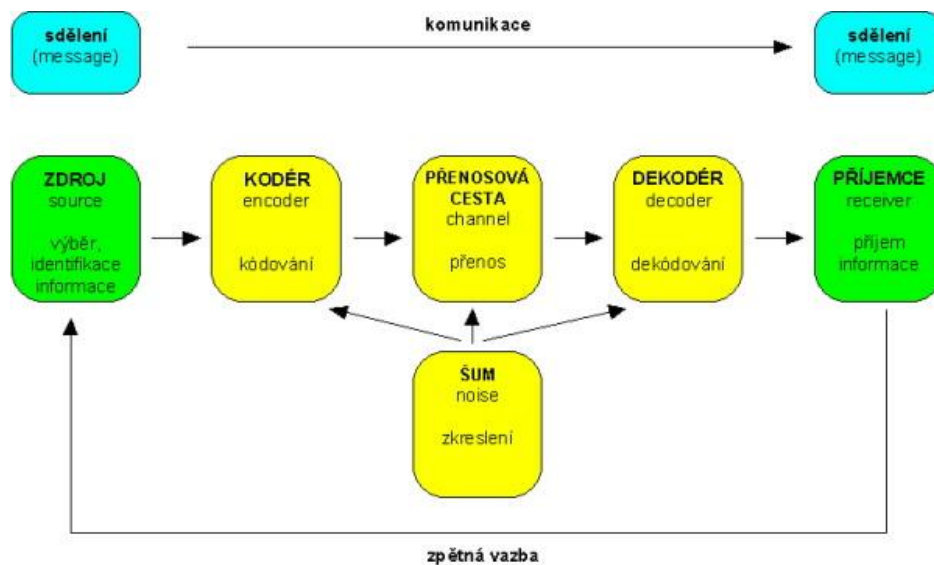 sdělení
(message)
komunikace
sdělení
(message)
ZDROJ
source
výběr,
identifikace
informace
KODÉR
encoder
kódování
PŘENOSOVÁ
CESTA
channel
přenos
DEKODÉR
decoder
dekódování
PŘÍJEMCE
receiver
příjem
informace
ŠUM
noise
zkreslení
zpětná vazba